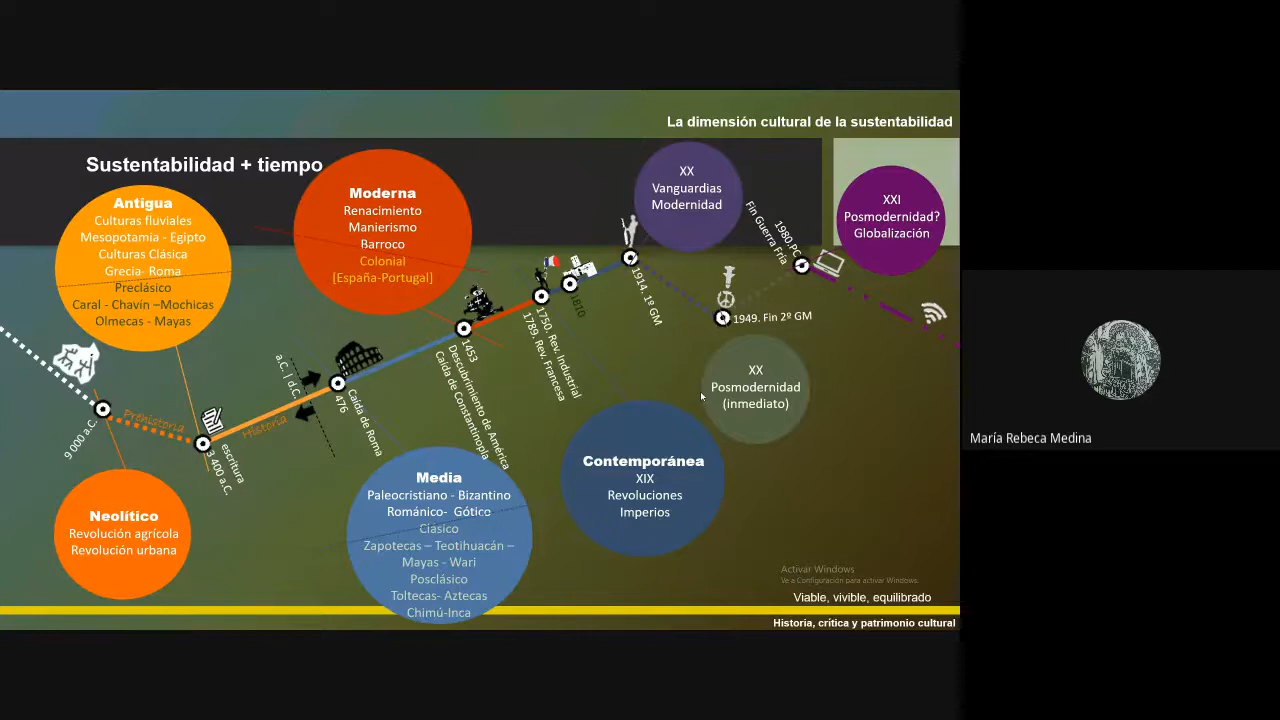 La dimensión cultural de la sustentabilidad
Sustentabilidad + tiempo
Antigua
Culturas fluviales
Mesopotamia - Egipto
Culturas Clásica
Grecia- Roma
Preclásico
Caral - Chavín –Mochicas
Olmecas - Mayas
Moderna
Renacimiento
Manierismo
Barroco
Colonial
[España-Portugal]
XX
Vanguardias
Modernidad
XXI
Posmodernidad?
Globalización
9 000 a.C.
Prehistoria
escritura
3 400 a.C.
Historia
a.C. | d.C.
476
Caída de Roma
1453
Descubrimiento de América
Caída de Constantinopla
1750. Rev. Industrial
1789. Rev. Francesa
1810
1914. 1º GM
1949. Fin 2º GM
1980.PC
Fin Guerra Fría
Neolítico
Revolución agrícola
Revolución urbana
Media
Paleocristiano - Bizantino
Románico- Gótico
Clásico
Zapotecas – Teotihuacán –
Mayas - Wari
Posclásico
Toltecas- Aztecas
Chimú-Inca
Contemporánea
XIX
Revoluciones
Imperios
XX
Posmodernidad
(inmediato)
Activar Windows
Ve a Configuración para activar Windows.
Viable, vivible, equilibrado
Historia, crítica y patrimonio cultural
María Rebeca Medina